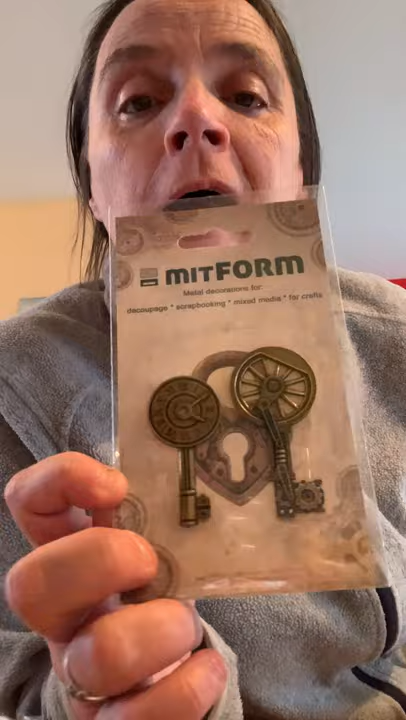 mITFORM
Metal decorations for:
decoupage * scrapbooking * mixed media * for crafts